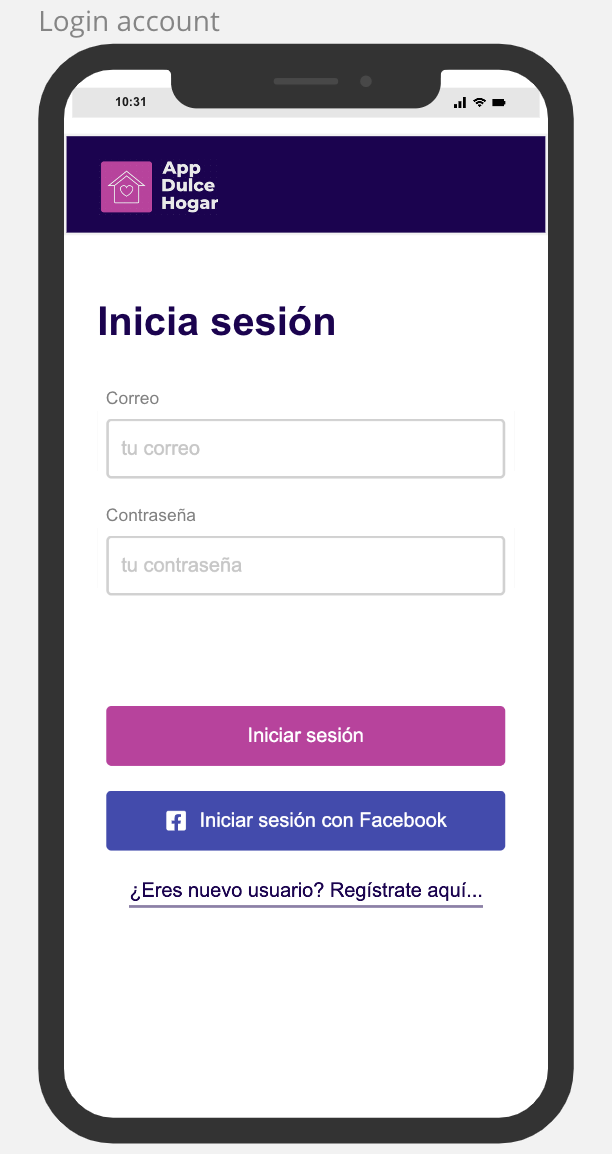 Login account
10:31
App
Dulce
Hogar
Inicia sesión
Correo
tu correo
Contraseña
tu contraseña
Iniciar sesión
Iniciar sesión con Facebook
¿Eres nuevo usuario? Regístrate aquí...